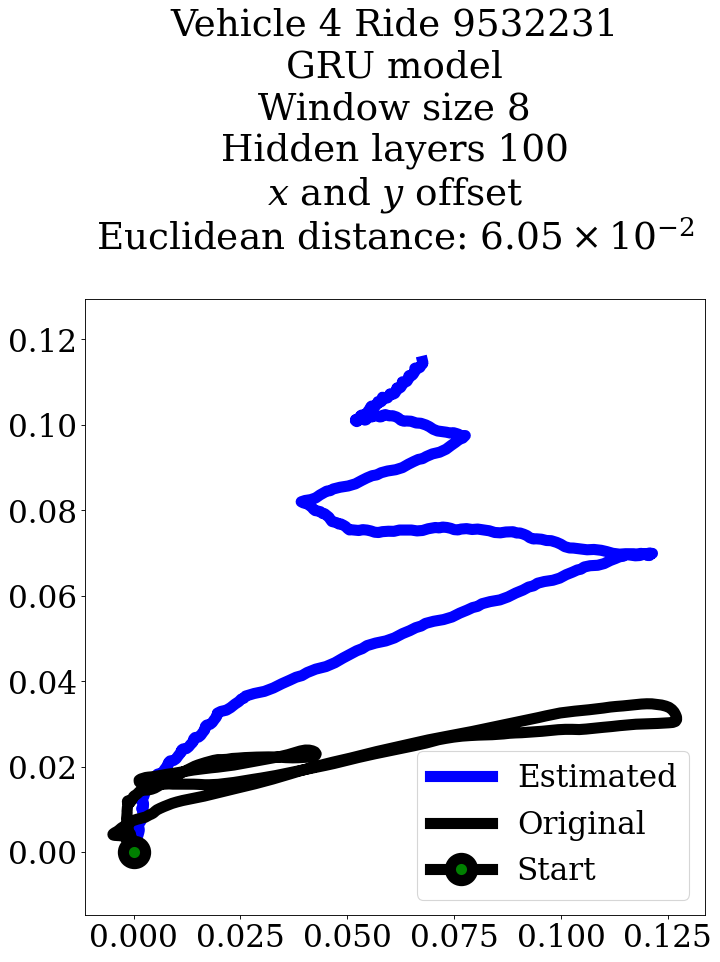 Vehicle 4 Ride 9532231
GRU model
Window size 8
Hidden layers 100
x and y offset
Euclidean distance: 6.05 × 10⁻²
0.12
0.10
0.08
0.06
0.04
0.02
0.00
Estimated
Original
Start
0.000 0.025 0.050 0.075 0.100 0.125